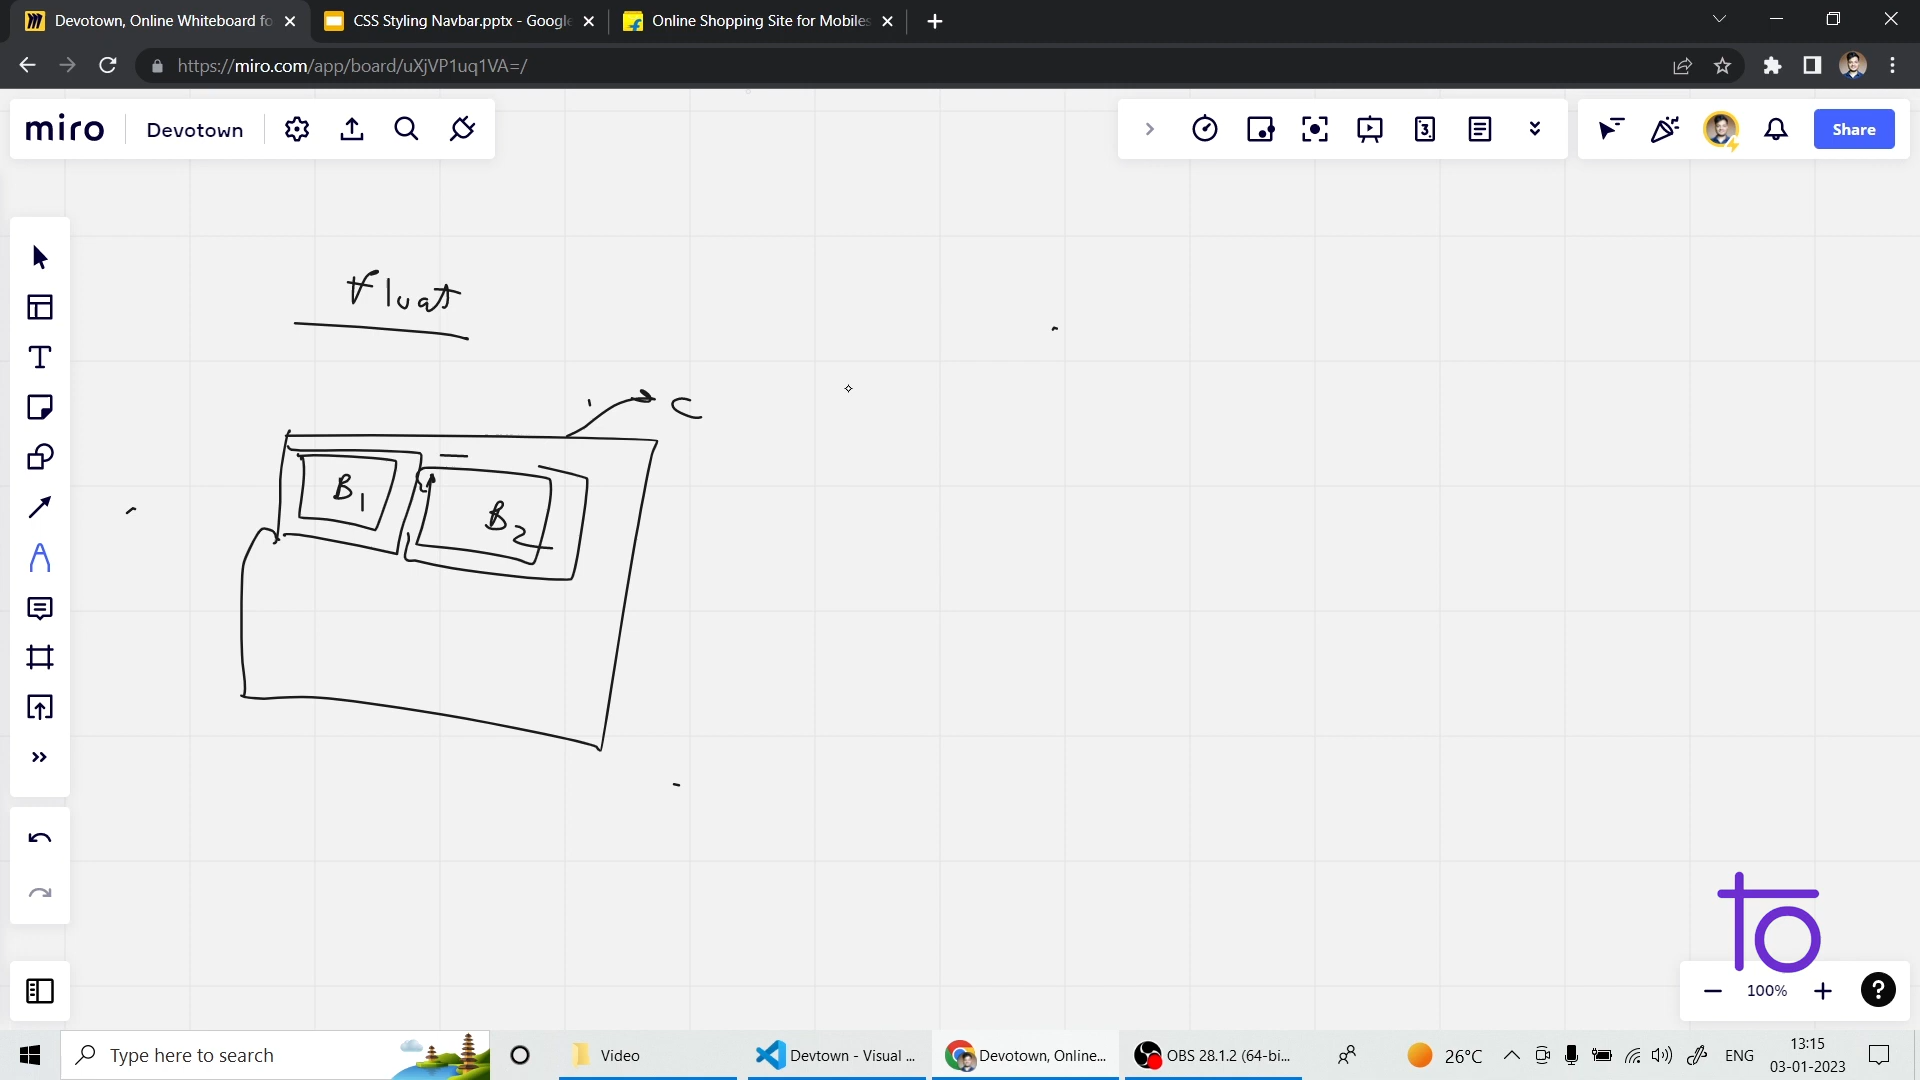 Devotown, Online Whiteboard fo
CSS Styling Navbar.pptx - Google
Online Shopping Site for Mobiles
https://miro.com/app/board/uXjVP1uq1VA=/
miro
Devotown
3
Share
Float
C
B1
B2
to
100%
?
Type here to search
Video
Devtown - Visual ...
Devotown, Online...
OBS 28.1.2 (64-bi...
26°C
ENG
13:15
03-01-2023